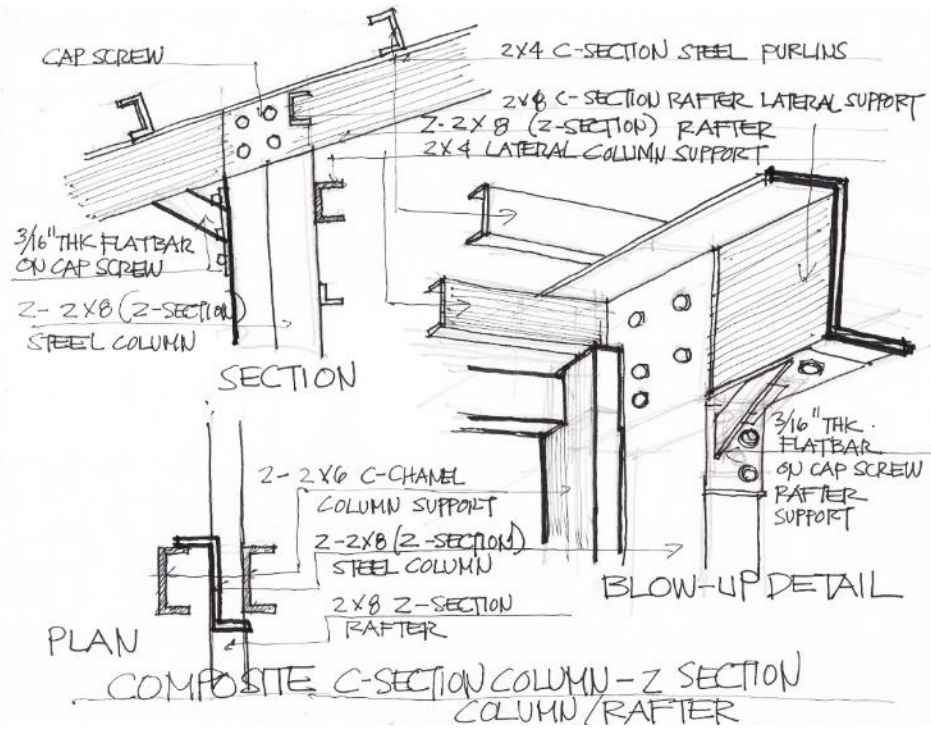 CAP SCREW
2X4 C-SECTION STEEL PURLINS
2X8 C-SECTION RAFTER LATERAL SUPPORT
2-2X8 (Z-SECTION) RAFTER
2X4 LATERAL COLUMN SUPPORT
3/16" THK FLATBAR
ON CAP SCREW
2-2X8 (Z-SECTION)
STEEL COLUMN
SECTION
3/16" THK.
FLATBAR
ON CAP SCREW
RAFTER
SUPPORT
2-2X6 C-CHANEL
COLUMN SUPPORT
2-2X8 (Z-SECTION)
STEEL COLUMN
2X8 Z-SECTION
RAFTER
BLOW-UP DETAIL
PLAN
COMPOSITE C-SECTION COLUMN-Z SECTION
COLUMN/RAFTER